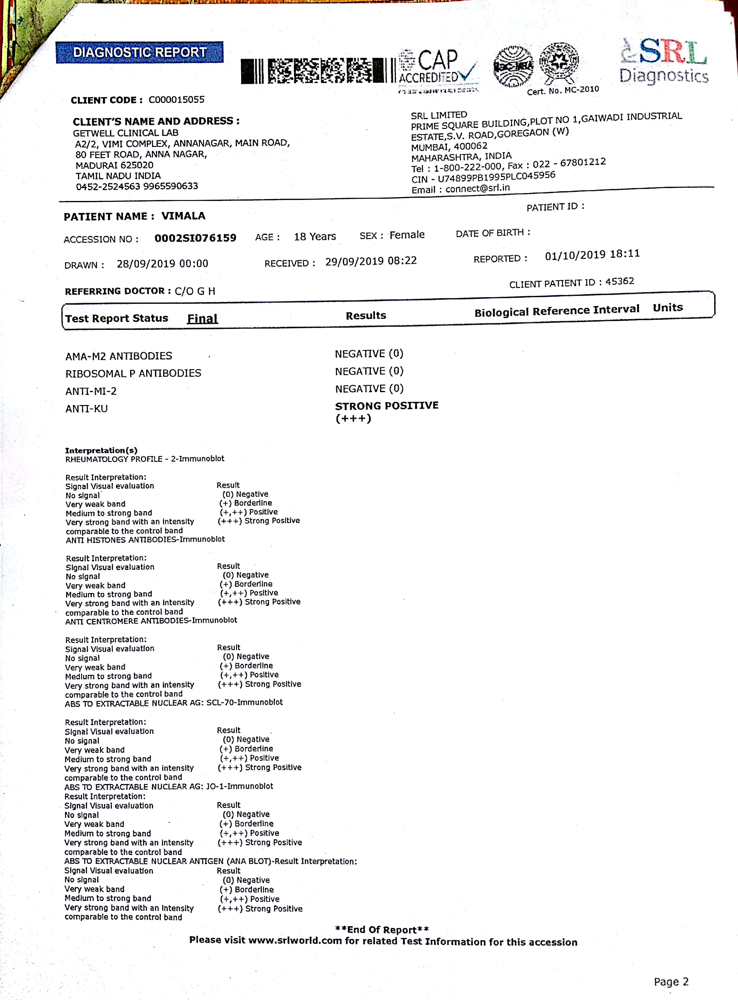 DIAGNOSTIC REPORT
CAP
ACCREDITED
SRL
Diagnostics
Cert. No. MC-2010
CLIENT CODE : C000015055
CLIENT'S NAME AND ADDRESS :
GETWELL CLINICAL LAB
A2/2, VIMI COMPLEX, ANNANAGAR, MAIN ROAD,
80 FEET ROAD, ANNA NAGAR,
MADURAI 625020
TAMIL NADU INDIA
0452-2524563 9965590633
SRL LIMITED
PRIME SQUARE BUILDING,PLOT NO 1,GAIWADI INDUSTRIAL
ESTATE,S.V. ROAD,GOREGAON (W)
MUMBAI, 400062
MAHARASHTRA, INDIA
Tel : 1-800-222-000, Fax : 022 - 67801212
CIN - U74899PB1995PLC045956
Email : connect@srl.in
PATIENT NAME : VIMALA
PATIENT ID :
ACCESSION NO : 0002SI076159 AGE : 18 Years SEX : Female DATE OF BIRTH :
DRAWN : 28/09/2019 00:00 RECEIVED : 29/09/2019 08:22 REPORTED : 01/10/2019 18:11
REFERRING DOCTOR : C/O G H CLIENT PATIENT ID : 45362
Test Report Status Final Results Biological Reference Interval Units
AMA-M2 ANTIBODIES NEGATIVE (0)
RIBOSOMAL P ANTIBODIES NEGATIVE (0)
ANTI-MI-2 NEGATIVE (0)
ANTI-KU STRONG POSITIVE
(+++)
Interpretation(s)
RHEUMATOLOGY PROFILE - 2-Immunoblot
Result Interpretation:
Signal Visual evaluation Result
No signal (0) Negative
Very weak band (+) Borderline
Medium to strong band (+,++) Positive
Very strong band with an intensity (+++) Strong Positive
comparable to the control band
ANTI HISTONES ANTIBODIES-Immunoblot
Result Interpretation:
Signal Visual evaluation Result
No signal (0) Negative
Very weak band (+) Borderline
Medium to strong band (+,++) Positive
Very strong band with an intensity (+++) Strong Positive
comparable to the control band
ANTI CENTROMERE ANTIBODIES-Immunoblot
Result Interpretation:
Signal Visual evaluation Result
No signal (0) Negative
Very weak band (+) Borderline
Medium to strong band (+,++) Positive
Very strong band with an intensity (+++) Strong Positive
comparable to the control band
ABS TO EXTRACTABLE NUCLEAR AG: SCL-70-Immunoblot
Result Interpretation:
Signal Visual evaluation Result
No signal (0) Negative
Very weak band (+) Borderline
Medium to strong band (+,++) Positive
Very strong band with an intensity (+++) Strong Positive
comparable to the control band
ABS TO EXTRACTABLE NUCLEAR AG: JO-1-Immunoblot
Result Interpretation:
Signal Visual evaluation Result
No signal (0) Negative
Very weak band (+) Borderline
Medium to strong band (+,++) Positive
Very strong band with an intensity (+++) Strong Positive
comparable to the control band
ABS TO EXTRACTABLE NUCLEAR ANTIGEN (ANA BLOT)-Result Interpretation:
Signal Visual evaluation Result
No signal (0) Negative
Very weak band (+) Borderline
Medium to strong band (+,++) Positive
Very strong band with an intensity (+++) Strong Positive
comparable to the control band
**End Of Report**
Please visit www.srlworld.com for related Test Information for this accession
Page 2